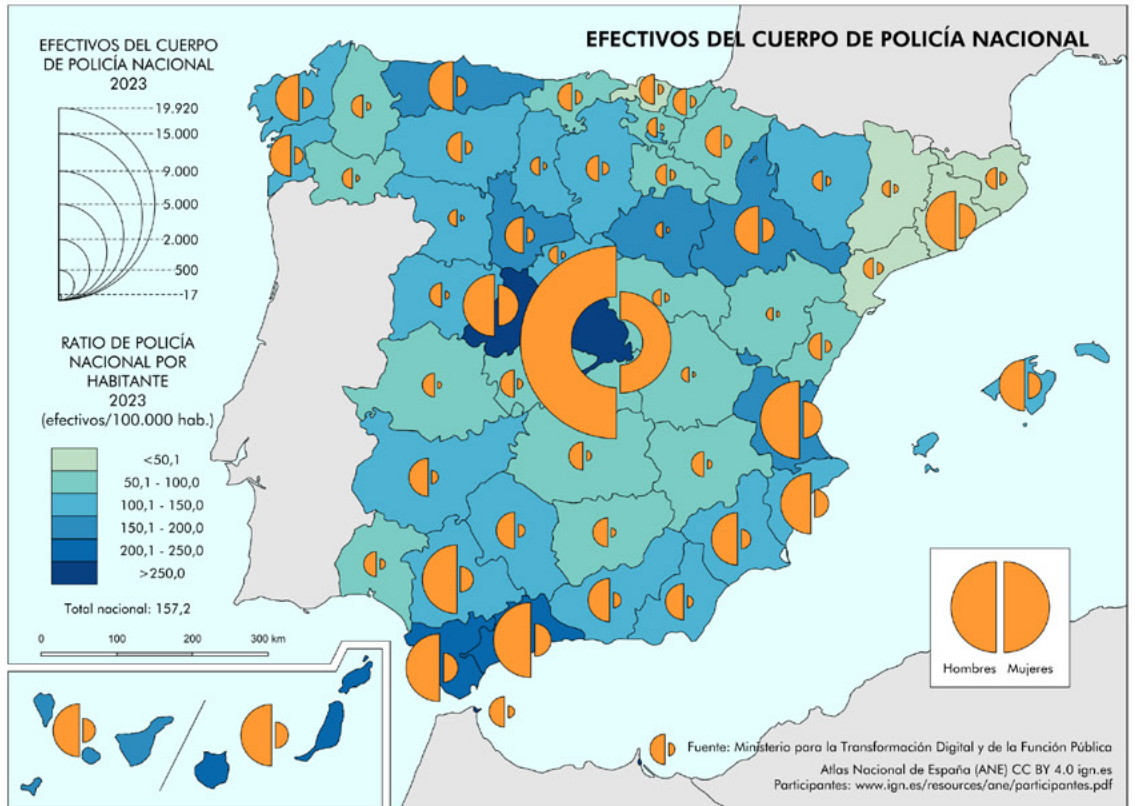 EFECTIVOS DEL CUERPO DE POLICÍA NACIONAL
EFECTIVOS DEL CUERPO
DE POLICÍA NACIONAL
2023
19.920
15.000
9.000
5.000
2.000
500
17
RATIO DE POLICÍA
NACIONAL POR
HABITANTE
2023
(efectivos/100.000 hab.)
<50,1
50,1 - 100,0
100,1 - 150,0
150,1 - 200,0
200,1 - 250,0
>250,0
Total nacional: 157,2
0 100 200 300 km
Hombres Mujeres
Fuente: Ministerio para la Transformación Digital y de la Función Pública
Atlas Nacional de España (ANE) CC BY 4.0 ign.es
Participantes: www.ign.es/resources/ane/participantes.pdf